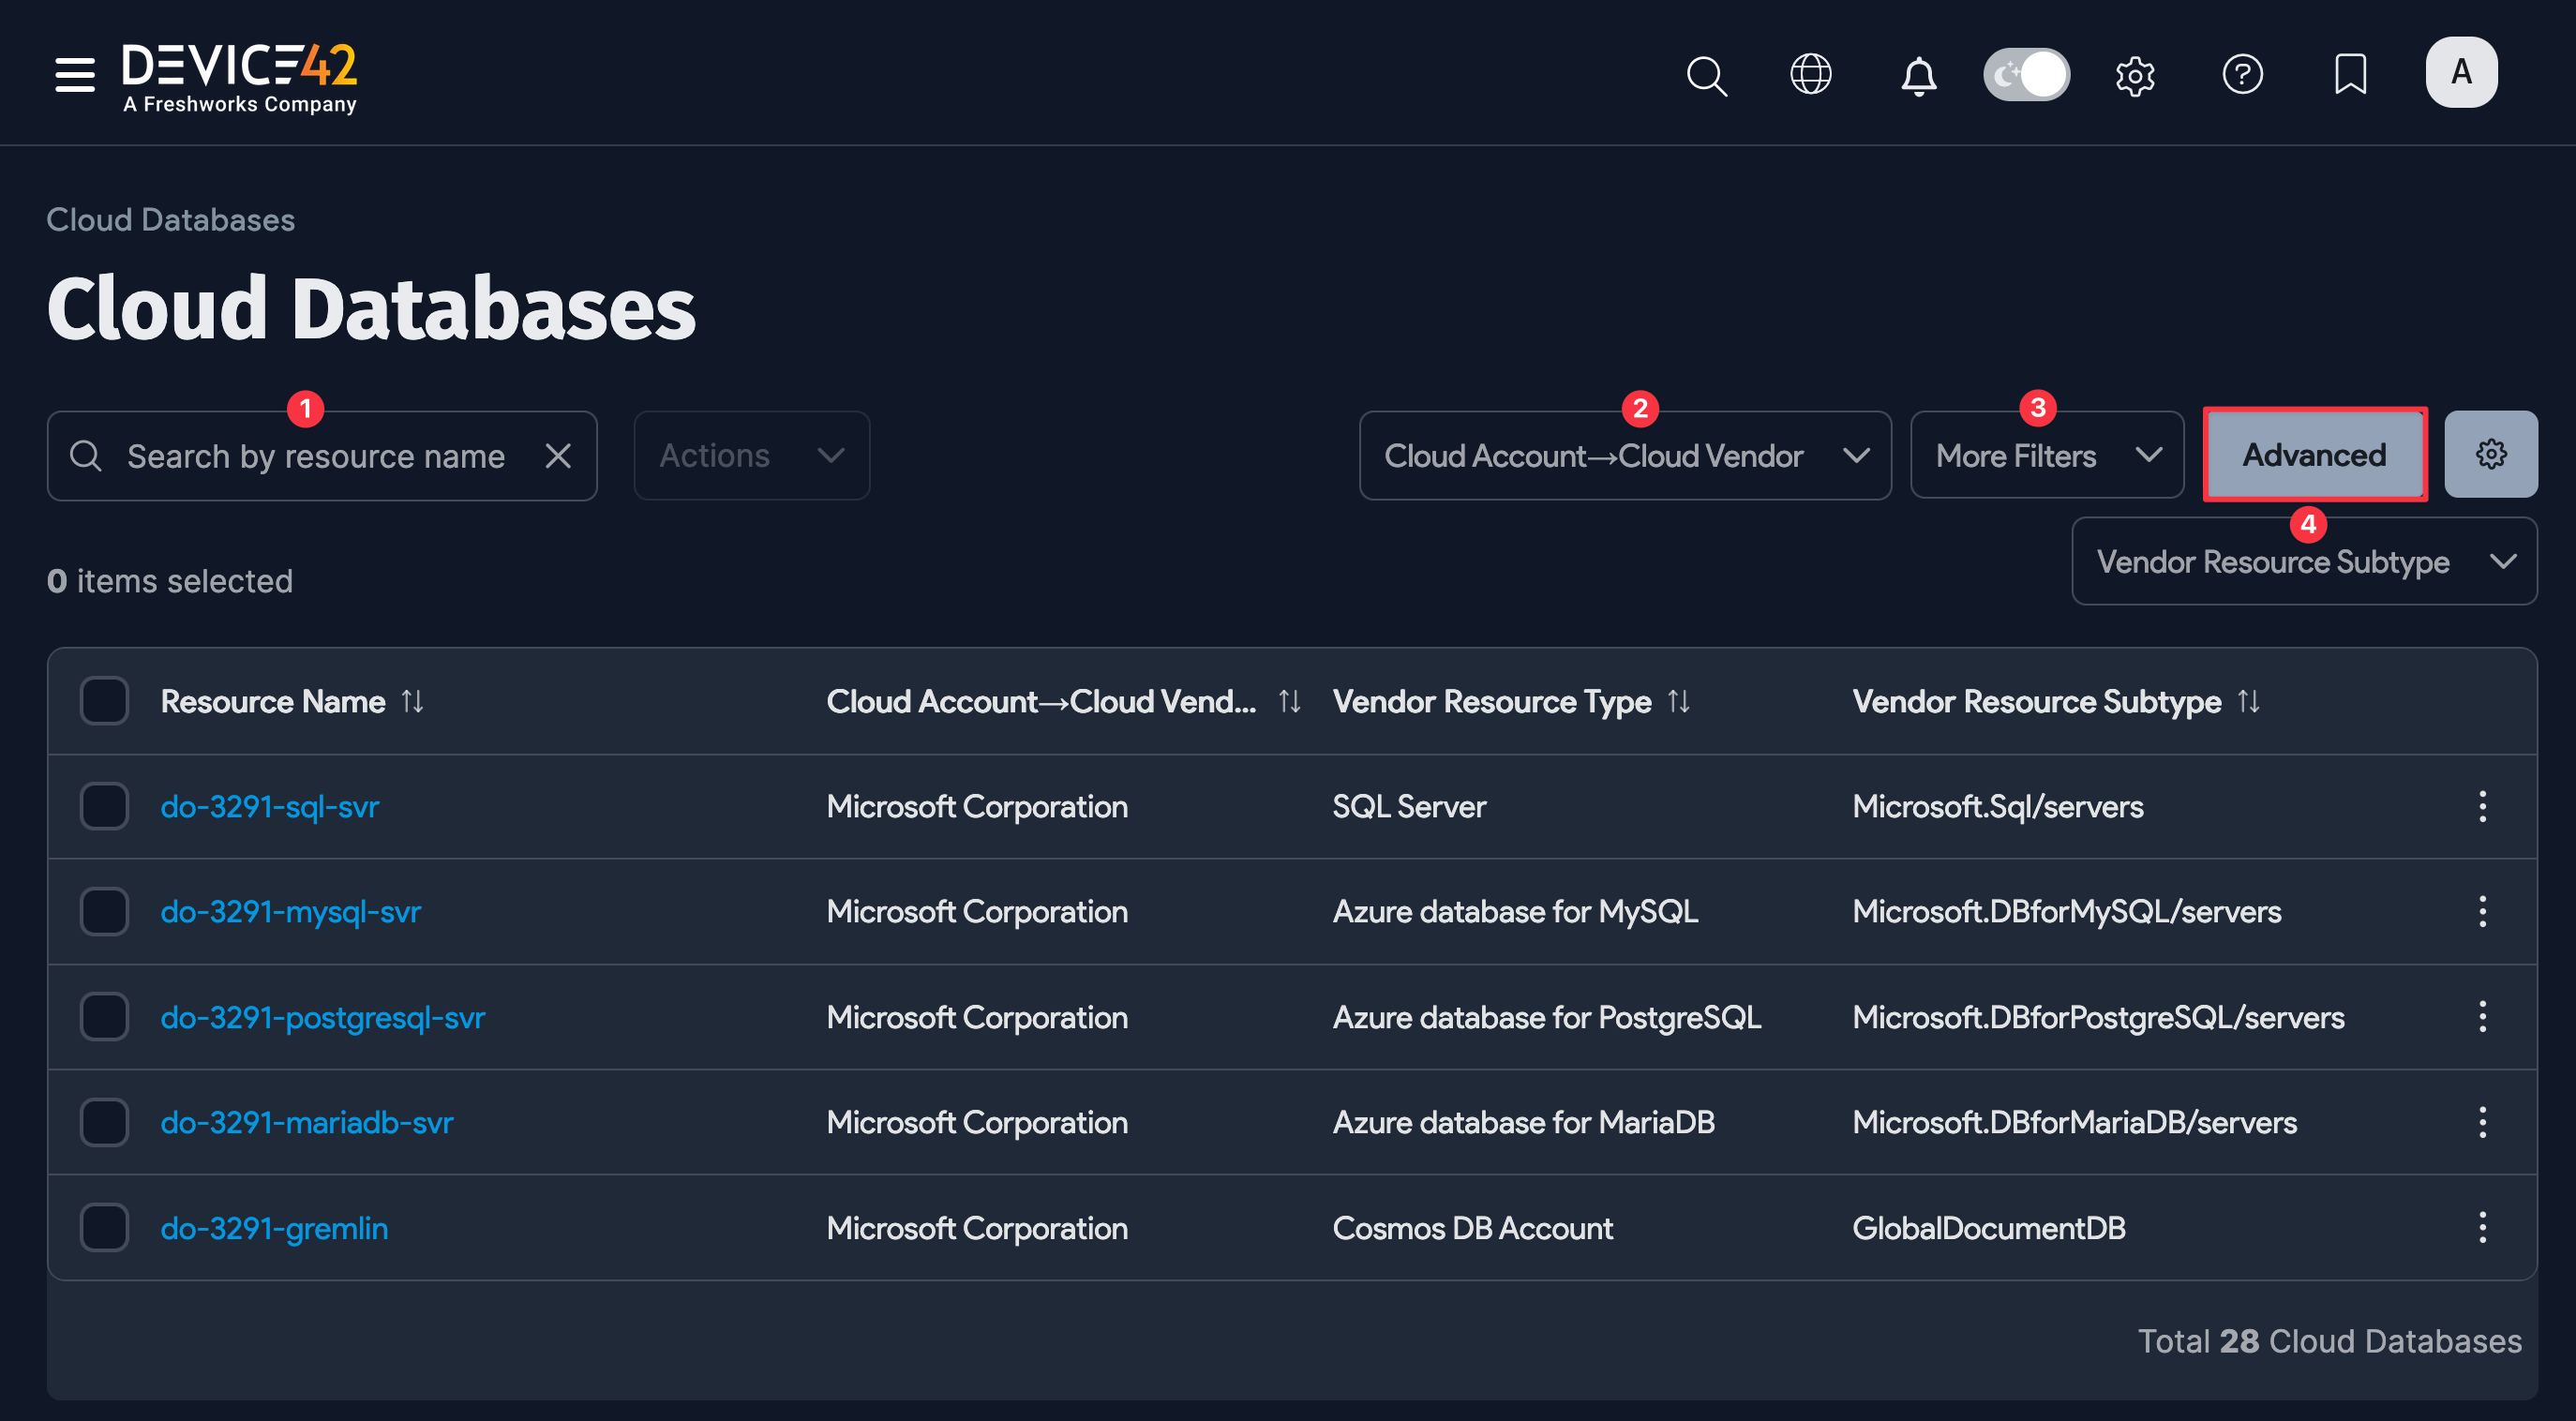 DEVICE42
A Freshworks Company
A
Cloud Databases
Cloud Databases
1
Search by resource name
Actions
2
Cloud Account→Cloud Vendor
3
More Filters
Advanced
4
Vendor Resource Subtype
0 items selected
Resource Name Cloud Account→Cloud Vend... Vendor Resource Type Vendor Resource Subtype
do-3291-sql-svr Microsoft Corporation SQL Server Microsoft.Sql/servers
do-3291-mysql-svr Microsoft Corporation Azure database for MySQL Microsoft.DBforMySQL/servers
do-3291-postgresql-svr Microsoft Corporation Azure database for PostgreSQL Microsoft.DBforPostgreSQL/servers
do-3291-mariadb-svr Microsoft Corporation Azure database for MariaDB Microsoft.DBforMariaDB/servers
do-3291-gremlin Microsoft Corporation Cosmos DB Account GlobalDocumentDB
Total 28 Cloud Databases